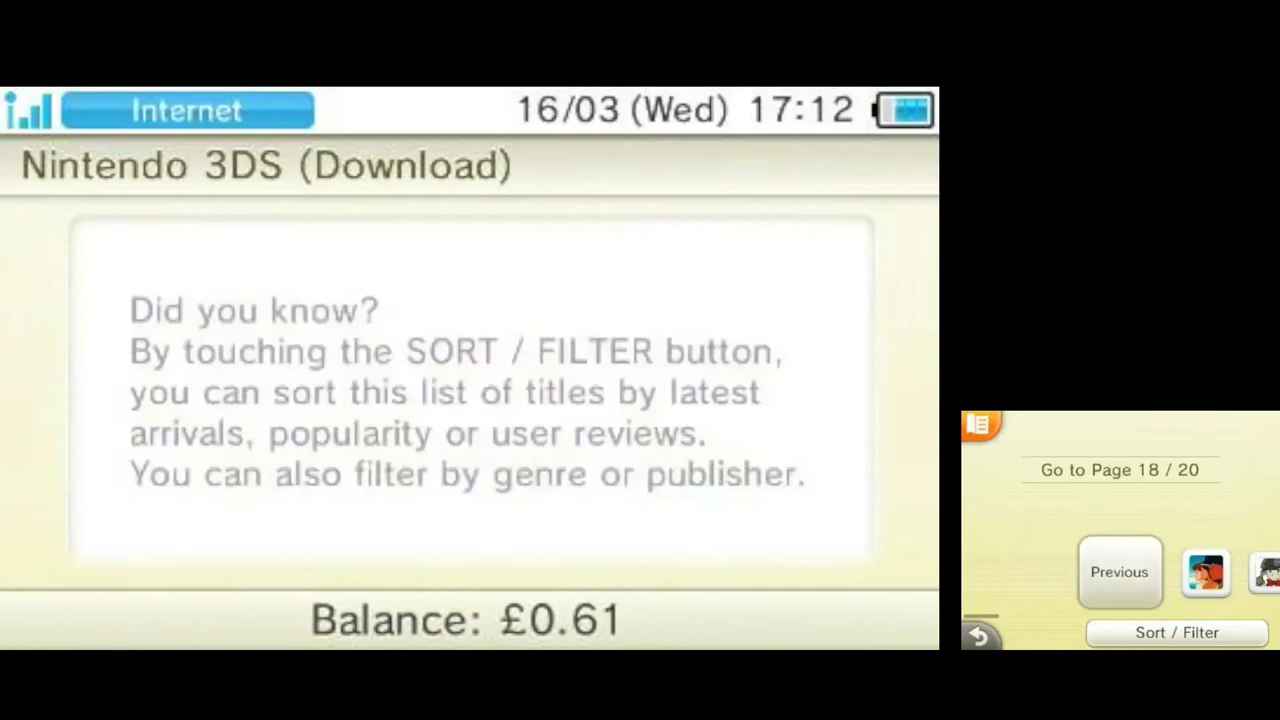 Internet
16/03 (Wed) 17:12
Nintendo 3DS (Download)
Did you know?
By touching the SORT / FILTER button,
you can sort this list of titles by latest
arrivals, popularity or user reviews.
You can also filter by genre or publisher.
Balance: £0.61
Go to Page 18 / 20
Previous
Sort / Filter